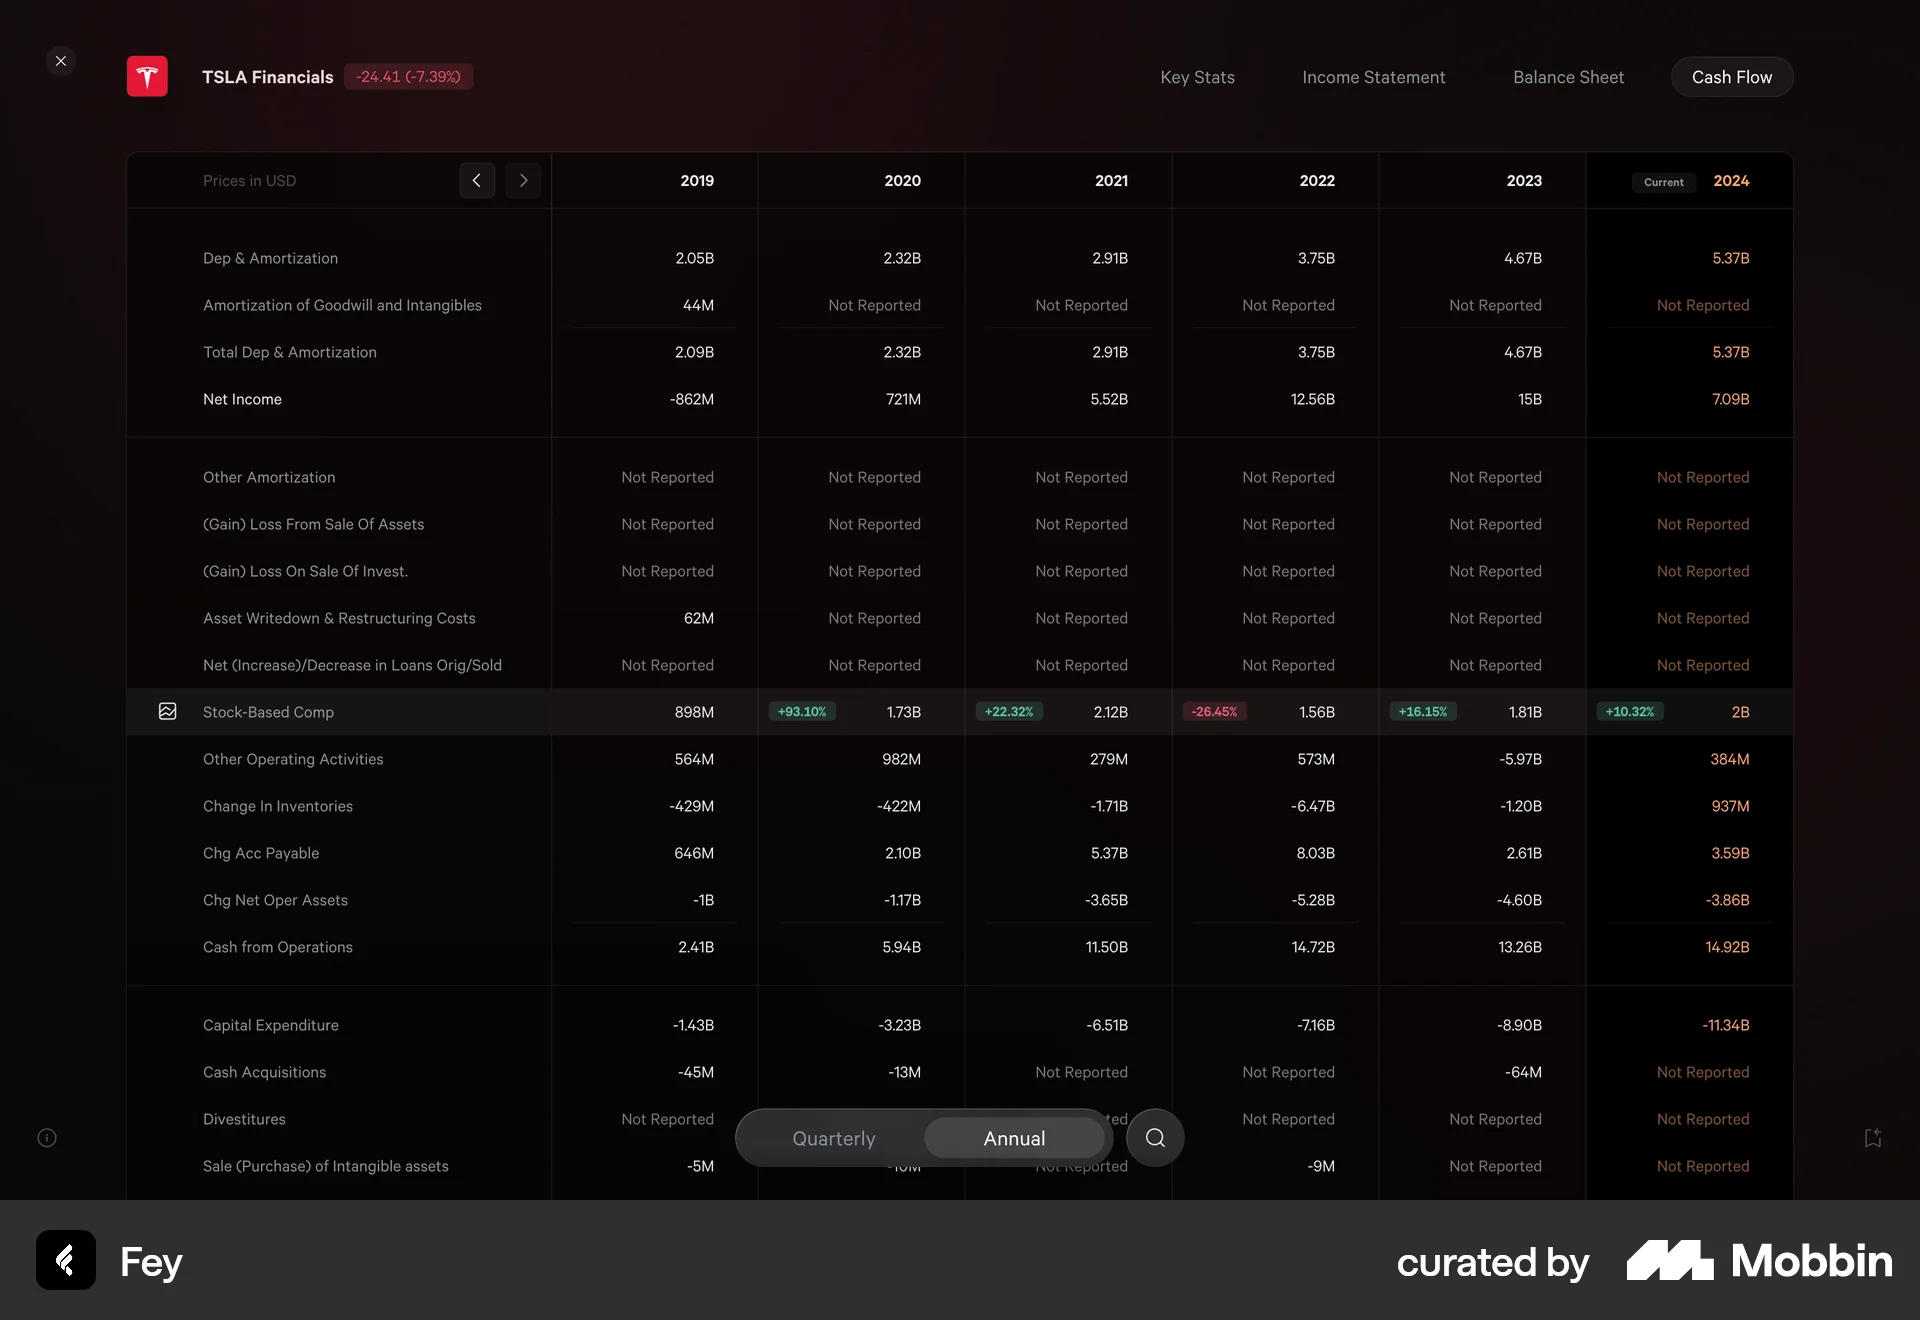 TSLA Financials -24.41 (-7.39%) Key Stats Income Statement Balance Sheet Cash Flow
Prices in USD 2019 2020 2021 2022 2023 Current 2024
Dep & Amortization 2.05B 2.32B 2.91B 3.75B 4.67B 5.37B
Amortization of Goodwill and Intangibles 44M Not Reported Not Reported Not Reported Not Reported Not Reported
Total Dep & Amortization 2.09B 2.32B 2.91B 3.75B 4.67B 5.37B
Net Income -862M 721M 5.52B 12.56B 15B 7.09B
Other Amortization Not Reported Not Reported Not Reported Not Reported Not Reported Not Reported
(Gain) Loss From Sale Of Assets Not Reported Not Reported Not Reported Not Reported Not Reported Not Reported
(Gain) Loss On Sale Of Invest. Not Reported Not Reported Not Reported Not Reported Not Reported Not Reported
Asset Writedown & Restructuring Costs 62M Not Reported Not Reported Not Reported Not Reported Not Reported
Net (Increase)/Decrease in Loans Orig/Sold Not Reported Not Reported Not Reported Not Reported Not Reported Not Reported
Stock-Based Comp 898M +93.10% 1.73B +22.32% 2.12B -26.45% 1.56B +16.15% 1.81B +10.32% 2B
Other Operating Activities 564M 982M 279M 573M -5.97B 384M
Change In Inventories -429M -422M -1.71B -6.47B -1.20B 937M
Chg Acc Payable 646M 2.10B 5.37B 8.03B 2.61B 3.59B
Chg Net Oper Assets -1B -1.17B -3.65B -5.28B -4.60B -3.86B
Cash from Operations 2.41B 5.94B 11.50B 14.72B 13.26B 14.92B
Capital Expenditure -1.43B -3.23B -6.51B -7.16B -8.90B -11.34B
Cash Acquisitions -45M -13M Not Reported Not Reported -64M Not Reported
Divestitures Not Reported Not Reported Not Reported Not Reported
Quarterly Annual
Sale (Purchase) of Intangible assets -5M -10M Not Reported -9M Not Reported Not Reported
Fey curated by Mobbin